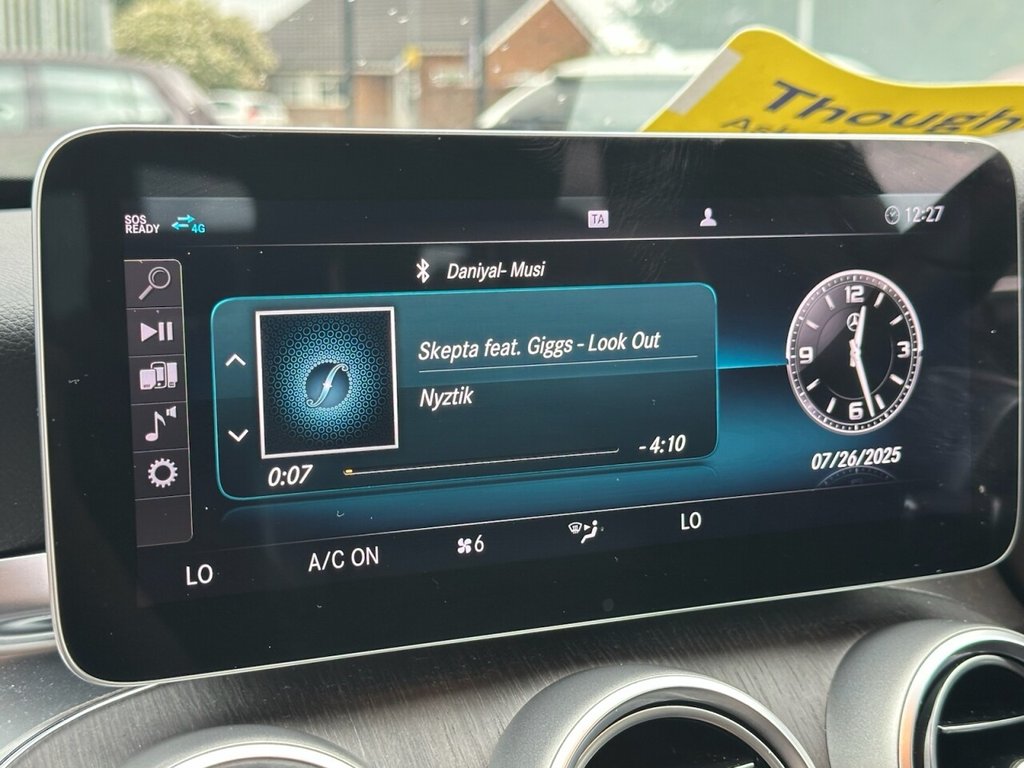 Though
SOS
READY
4G
TA
12:27
Daniyal- Musi
Skepta feat. Giggs - Look Out
Nyztik
f
0:07
- 4:10
12
3
6
9
07/26/2025
LO
A/C ON
6
LO